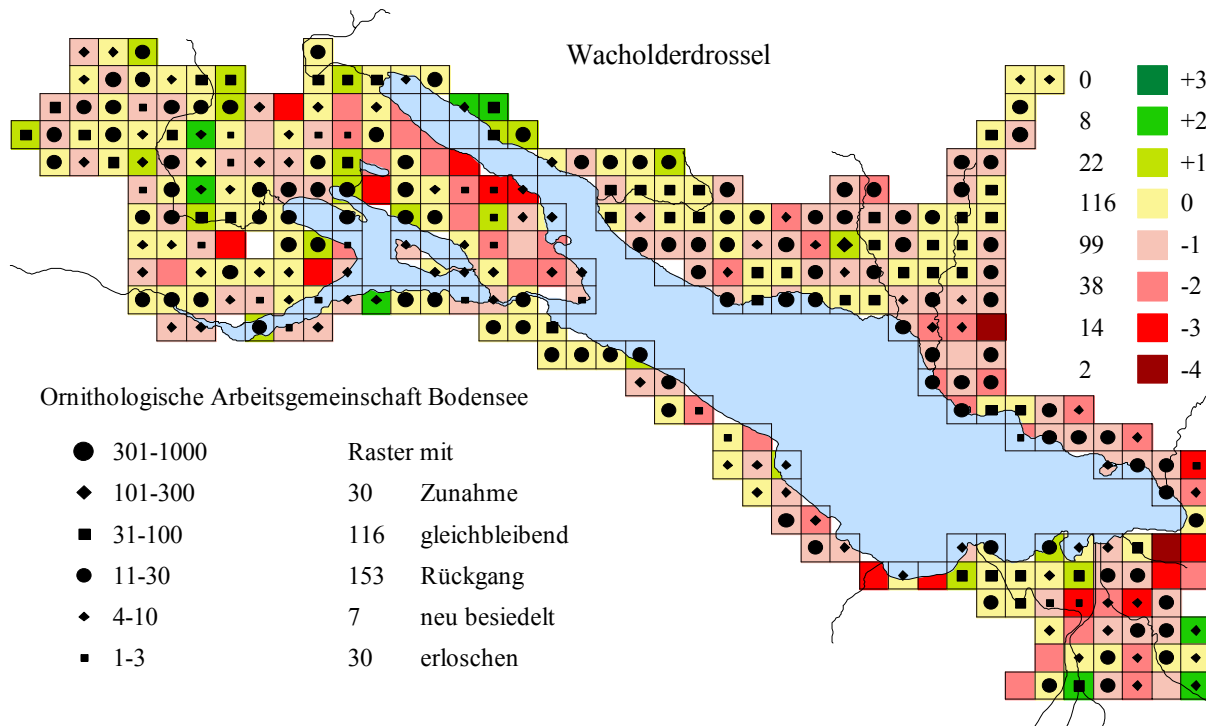 Wacholderdrossel
0 +3
8 +2
22 +1
116 0
99 -1
38 -2
14 -3
2 -4
Ornithologische Arbeitsgemeinschaft Bodensee
301-1000 Raster mit
101-300 30 Zunahme
31-100 116 gleichbleibend
11-30 153 Rückgang
4-10 7 neu besiedelt
1-3 30 erloschen